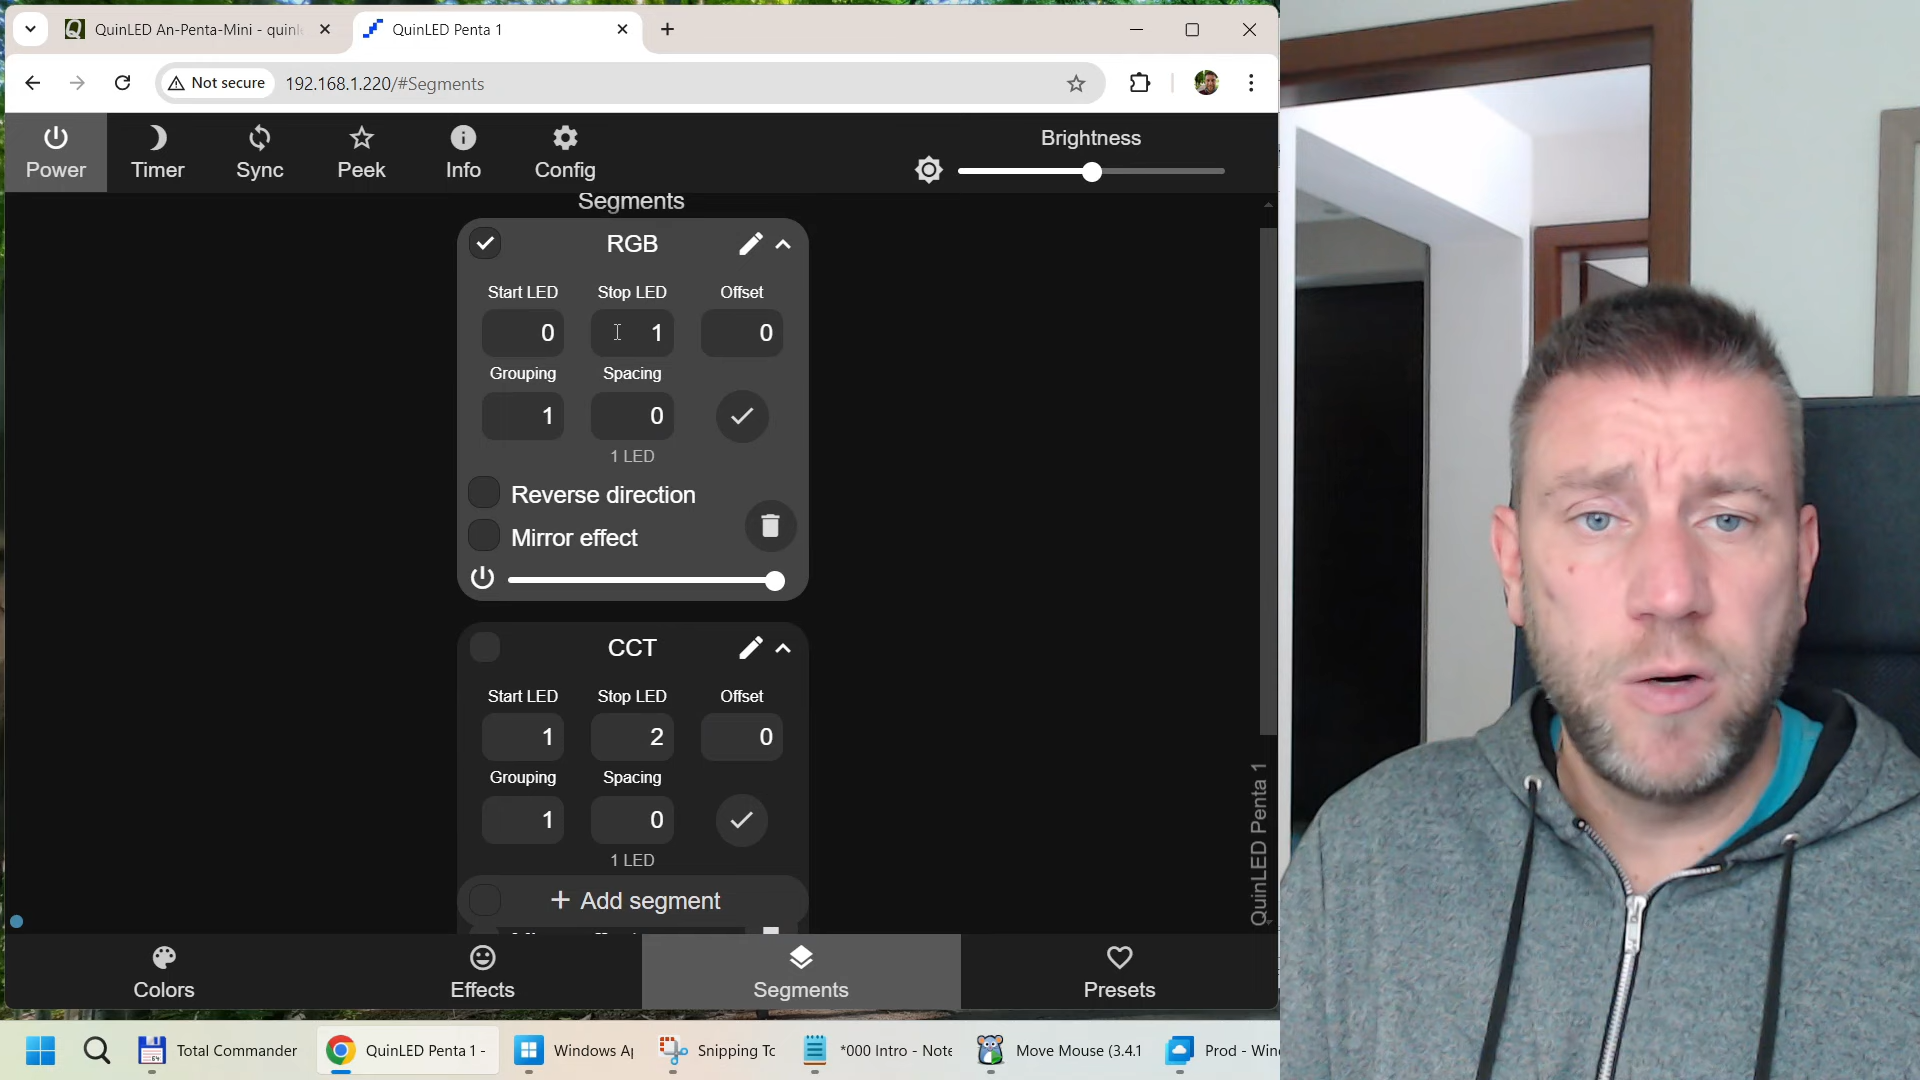 QuinLED An-Penta-Mini - quin
QuinLED Penta 1
Not secure
192.168.1.220/#Segments
Power
Timer
Sync
Peek
Info
Config
Brightness
Segments
RGB
Start LED
Stop LED
Offset
0
1
0
Grouping
Spacing
1
0
1 LED
Reverse direction
Mirror effect
CCT
Start LED
Stop LED
Offset
1
2
0
Grouping
Spacing
1
0
1 LED
+ Add segment
QuinLED Penta 1
Colors
Effects
Segments
Presets
64
Total Commander
QuinLED Penta 1 -
Windows A
Snipping Tc
*000 Intro - Note
Move Mouse (3.4.1
Prod - Win